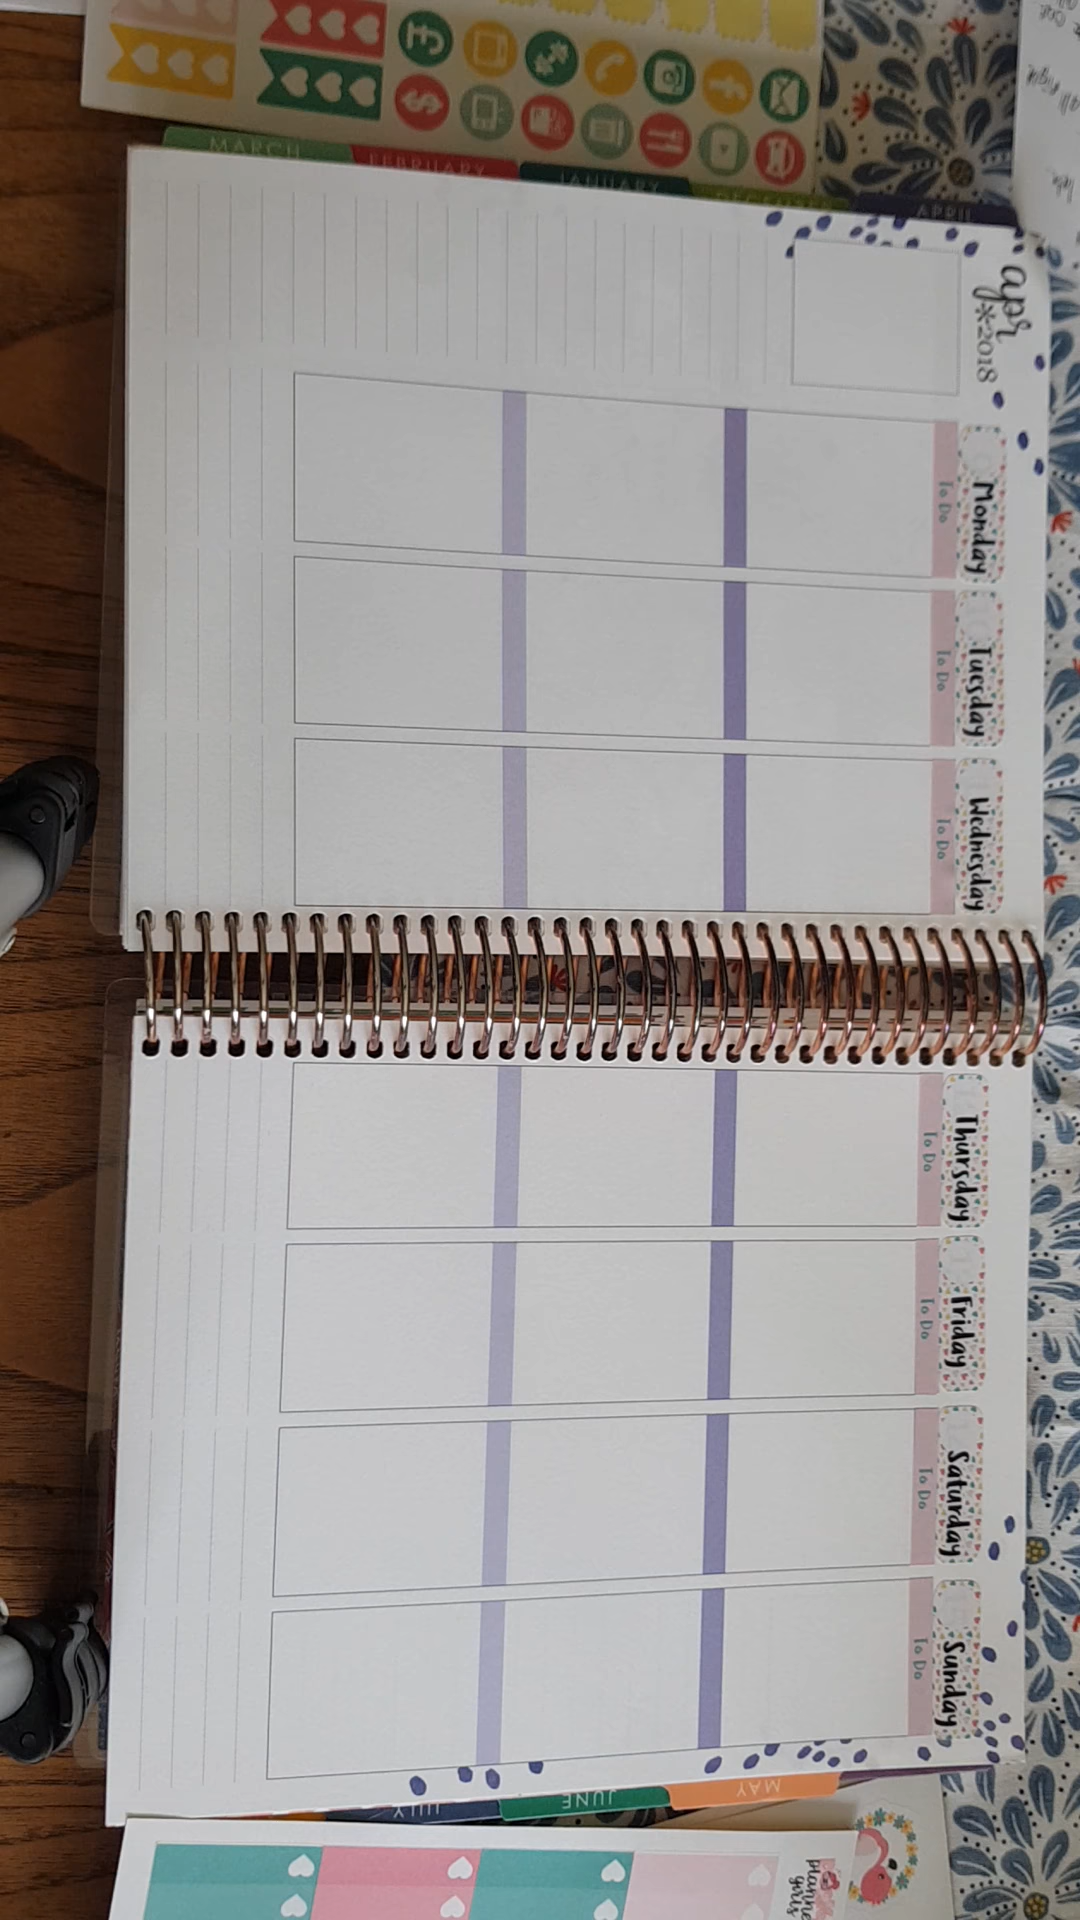 MARCH
FEBRUARY
JANUARY
DECEMBER
APRIL
apr
*2018
Monday
To Do
Tuesday
To Do
Wednesday
To Do
Thursday
To Do
Friday
To Do
Saturday
To Do
Sunday
To Do
MAY
JUNE
JULY